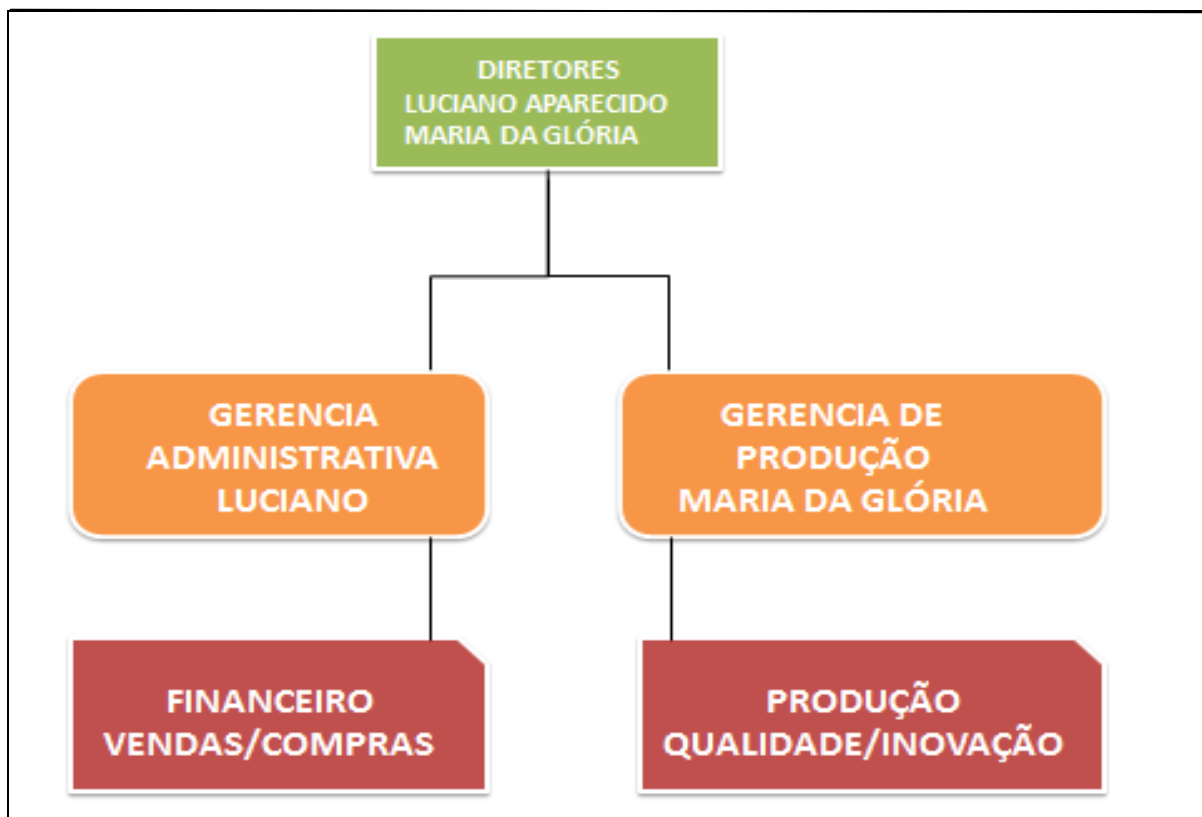 DIRETORES
LUCIANO APARECIDO
MARIA DA GLÓRIA
GERENCIA
ADMINISTRATIVA
LUCIANO
GERENCIA DE
PRODUÇÃO
MARIA DA GLÓRIA
FINANCEIRO
VENDAS/COMPRAS
PRODUÇÃO
QUALIDADE/INOVAÇÃO